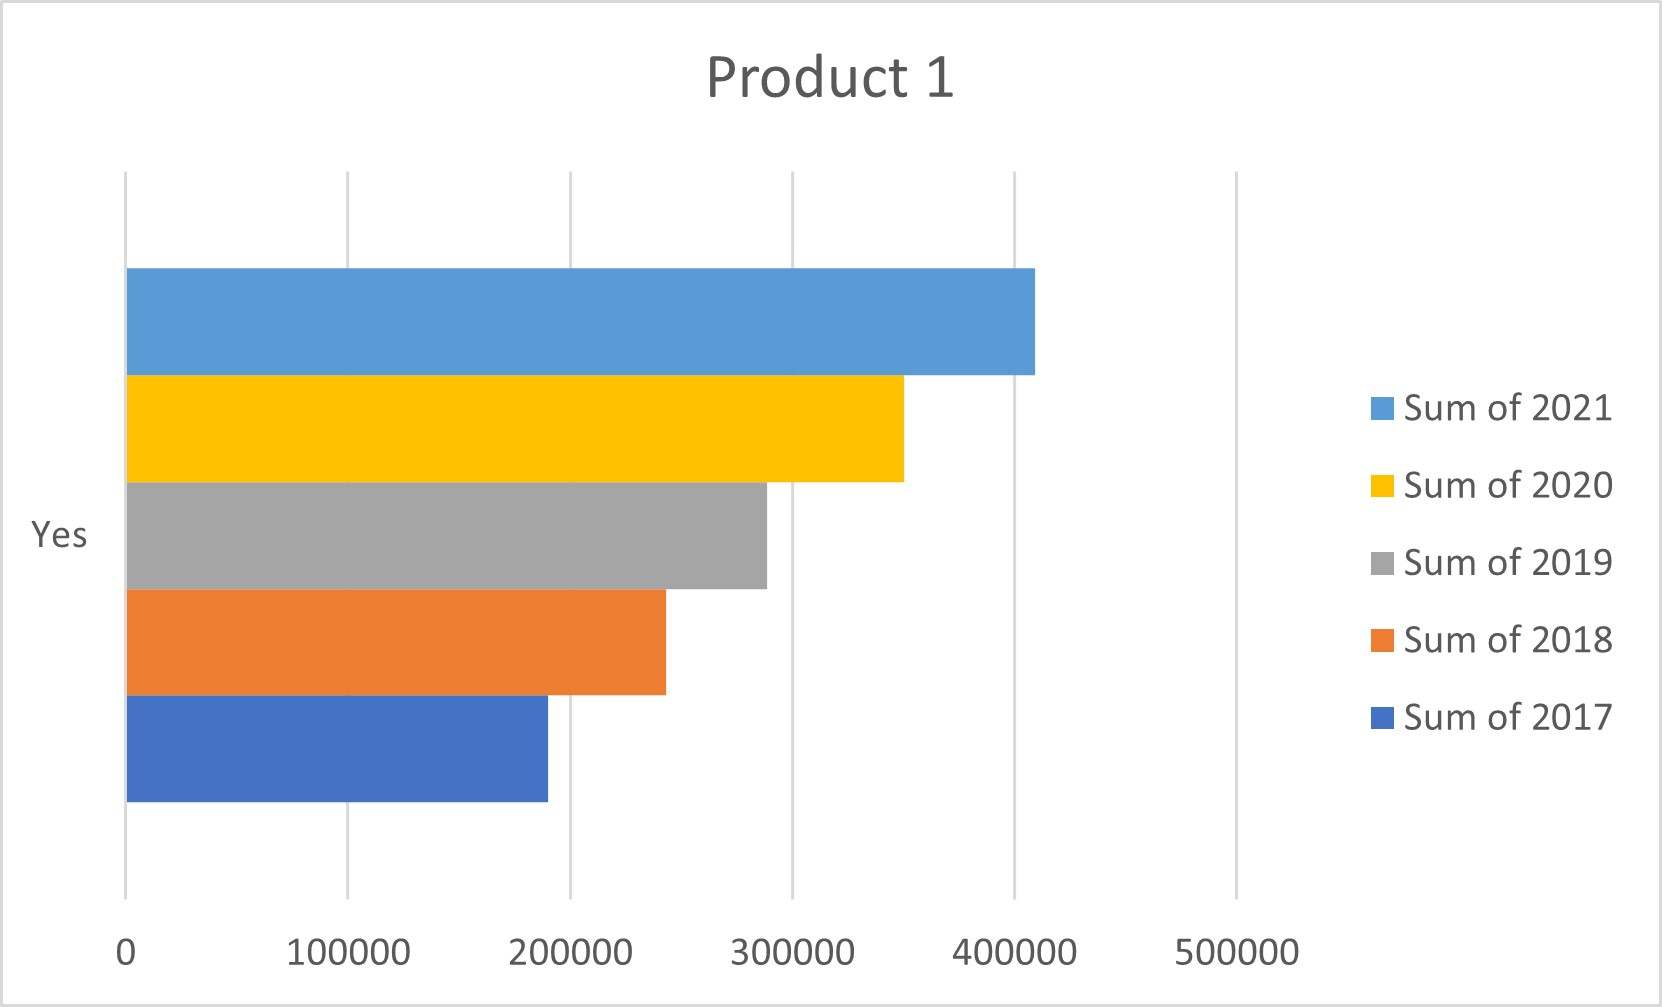 Product 1
Yes
0 100000 200000 300000 400000 500000
Sum of 2021
Sum of 2020
Sum of 2019
Sum of 2018
Sum of 2017